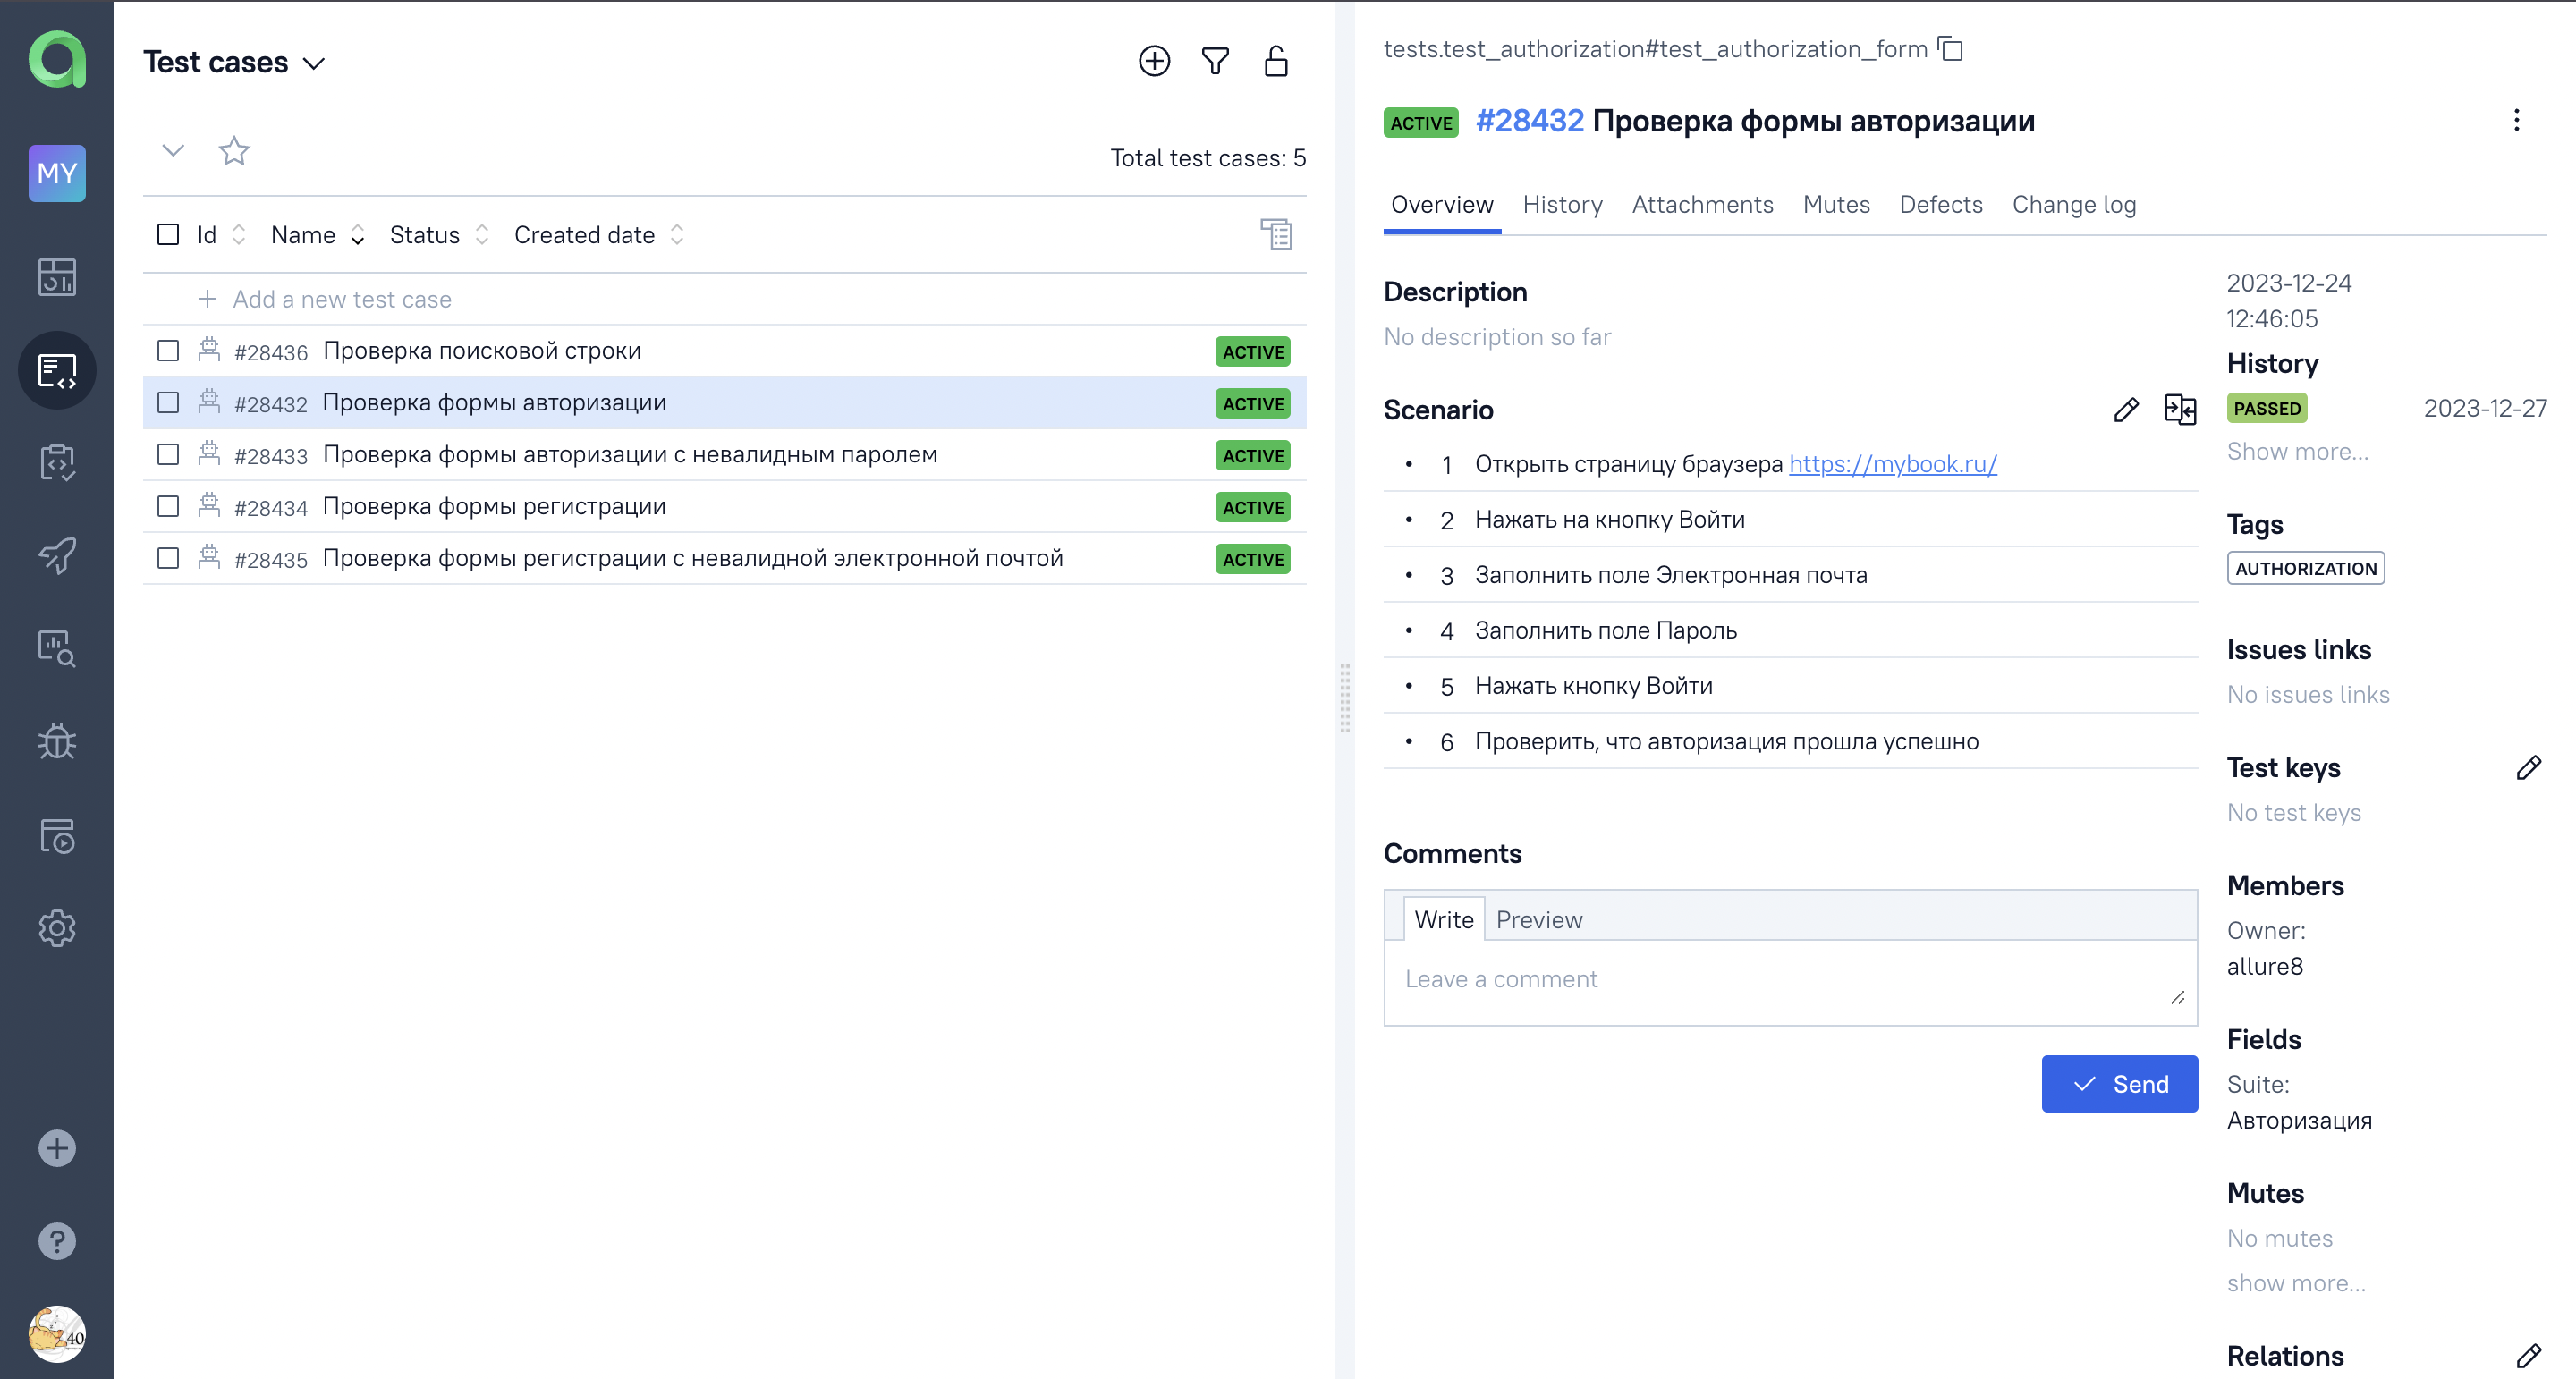 MY
40
Test cases
Total test cases: 5
Id Name Status Created date
Add a new test case
#28436 Проверка поисковой строки ACTIVE
#28432 Проверка формы авторизации ACTIVE
#28433 Проверка формы авторизации с невалидным паролем ACTIVE
#28434 Проверка формы регистрации ACTIVE
#28435 Проверка формы регистрации с невалидной электронной почтой ACTIVE
tests.test_authorization#test_authorization_form
ACTIVE #28432 Проверка формы авторизации
Overview History Attachments Mutes Defects Change log
Description
No description so far
Scenario
• 1 Открыть страницу браузера https://mybook.ru/
• 2 Нажать на кнопку Войти
• 3 Заполнить поле Электронная почта
• 4 Заполнить поле Пароль
• 5 Нажать кнопку Войти
• 6 Проверить, что авторизация прошла успешно
Comments
Write Preview
Leave a comment
Send
2023-12-24
12:46:05
History
PASSED 2023-12-27
Show more...
Tags
AUTHORIZATION
Issues links
No issues links
Test keys
No test keys
Members
Owner:
allure8
Fields
Suite:
Авторизация
Mutes
No mutes
show more...
Relations